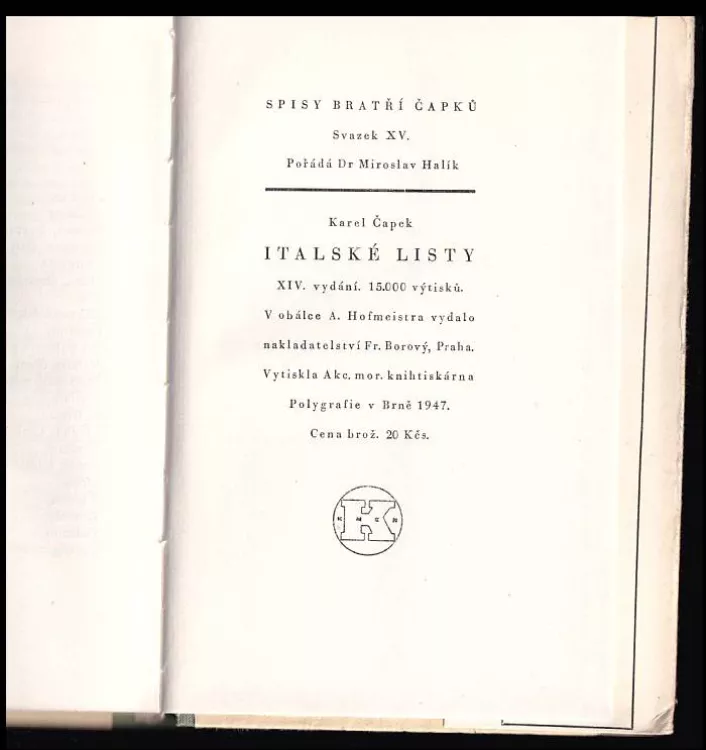 SPISY BRATŘÍ ČAPKŮ
Svazek XV.
Pořádá Dr Miroslav Halík
Karel Čapek
ITALSKÉ LISTY
XIV. vydání. 15.000 výtisků.
V obálce A. Hofmeistra vydalo
nakladatelství Fr. Borový, Praha.
Vytiskla Akc. mor. knihtiskárna
Polygrafie v Brně 1947.
Cena brož. 20 Kčs.
K M E N